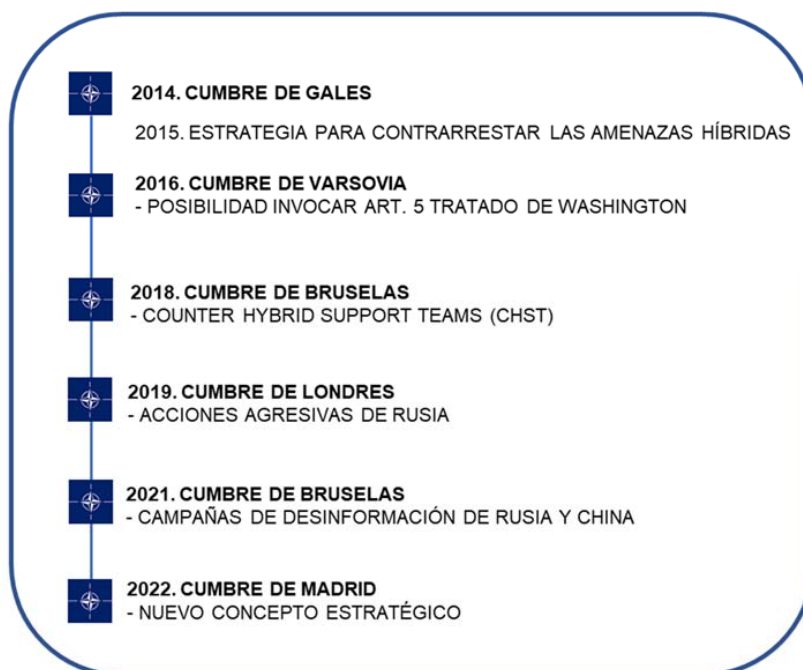 2014. CUMBRE DE GALES
2015. ESTRATEGIA PARA CONTRARRESTAR LAS AMENAZAS HÍBRIDAS
2016. CUMBRE DE VARSOVIA
- POSIBILIDAD INVOCAR ART. 5 TRATADO DE WASHINGTON
2018. CUMBRE DE BRUSELAS
- COUNTER HYBRID SUPPORT TEAMS (CHST)
2019. CUMBRE DE LONDRES
- ACCIONES AGRESIVAS DE RUSIA
2021. CUMBRE DE BRUSELAS
- CAMPAÑAS DE DESINFORMACIÓN DE RUSIA Y CHINA
2022. CUMBRE DE MADRID
- NUEVO CONCEPTO ESTRATÉGICO